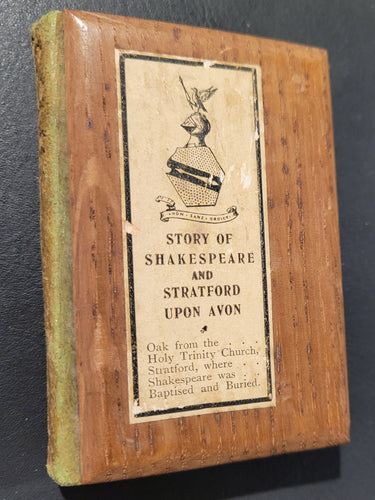 NON · SANZ · DROICT
STORY OF
SHAKESPEARE
AND
STRATFORD
UPON AVON
Oak from the . . .
Holy Trinity Church,
Stratford, where . .
Shakespeare was . .
Baptised and Buried.